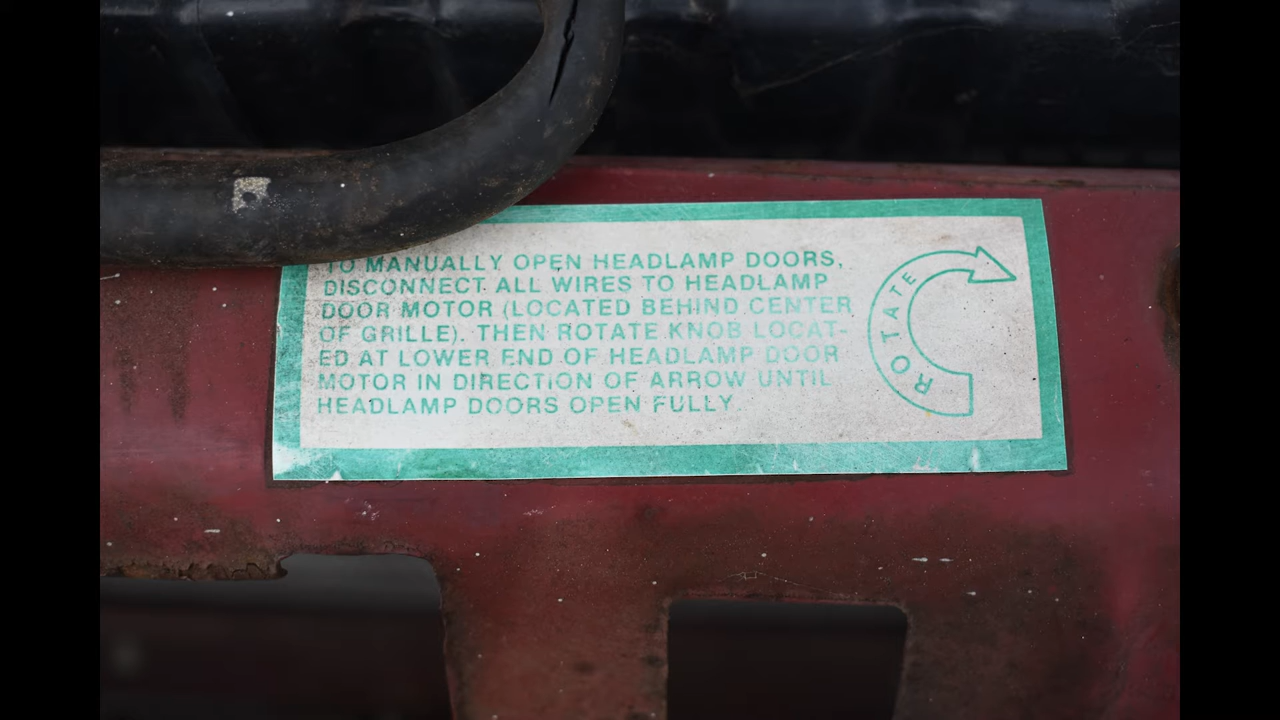 TO MANUALLY OPEN HEADLAMP DOORS,
DISCONNECT ALL WIRES TO HEADLAMP
DOOR MOTOR (LOCATED BEHIND CENTER
OF GRILLE). THEN ROTATE KNOB LOCAT-
ED AT LOWER END OF HEADLAMP DOOR
MOTOR IN DIRECTION OF ARROW UNTIL
HEADLAMP DOORS OPEN FULLY.
ROTATE